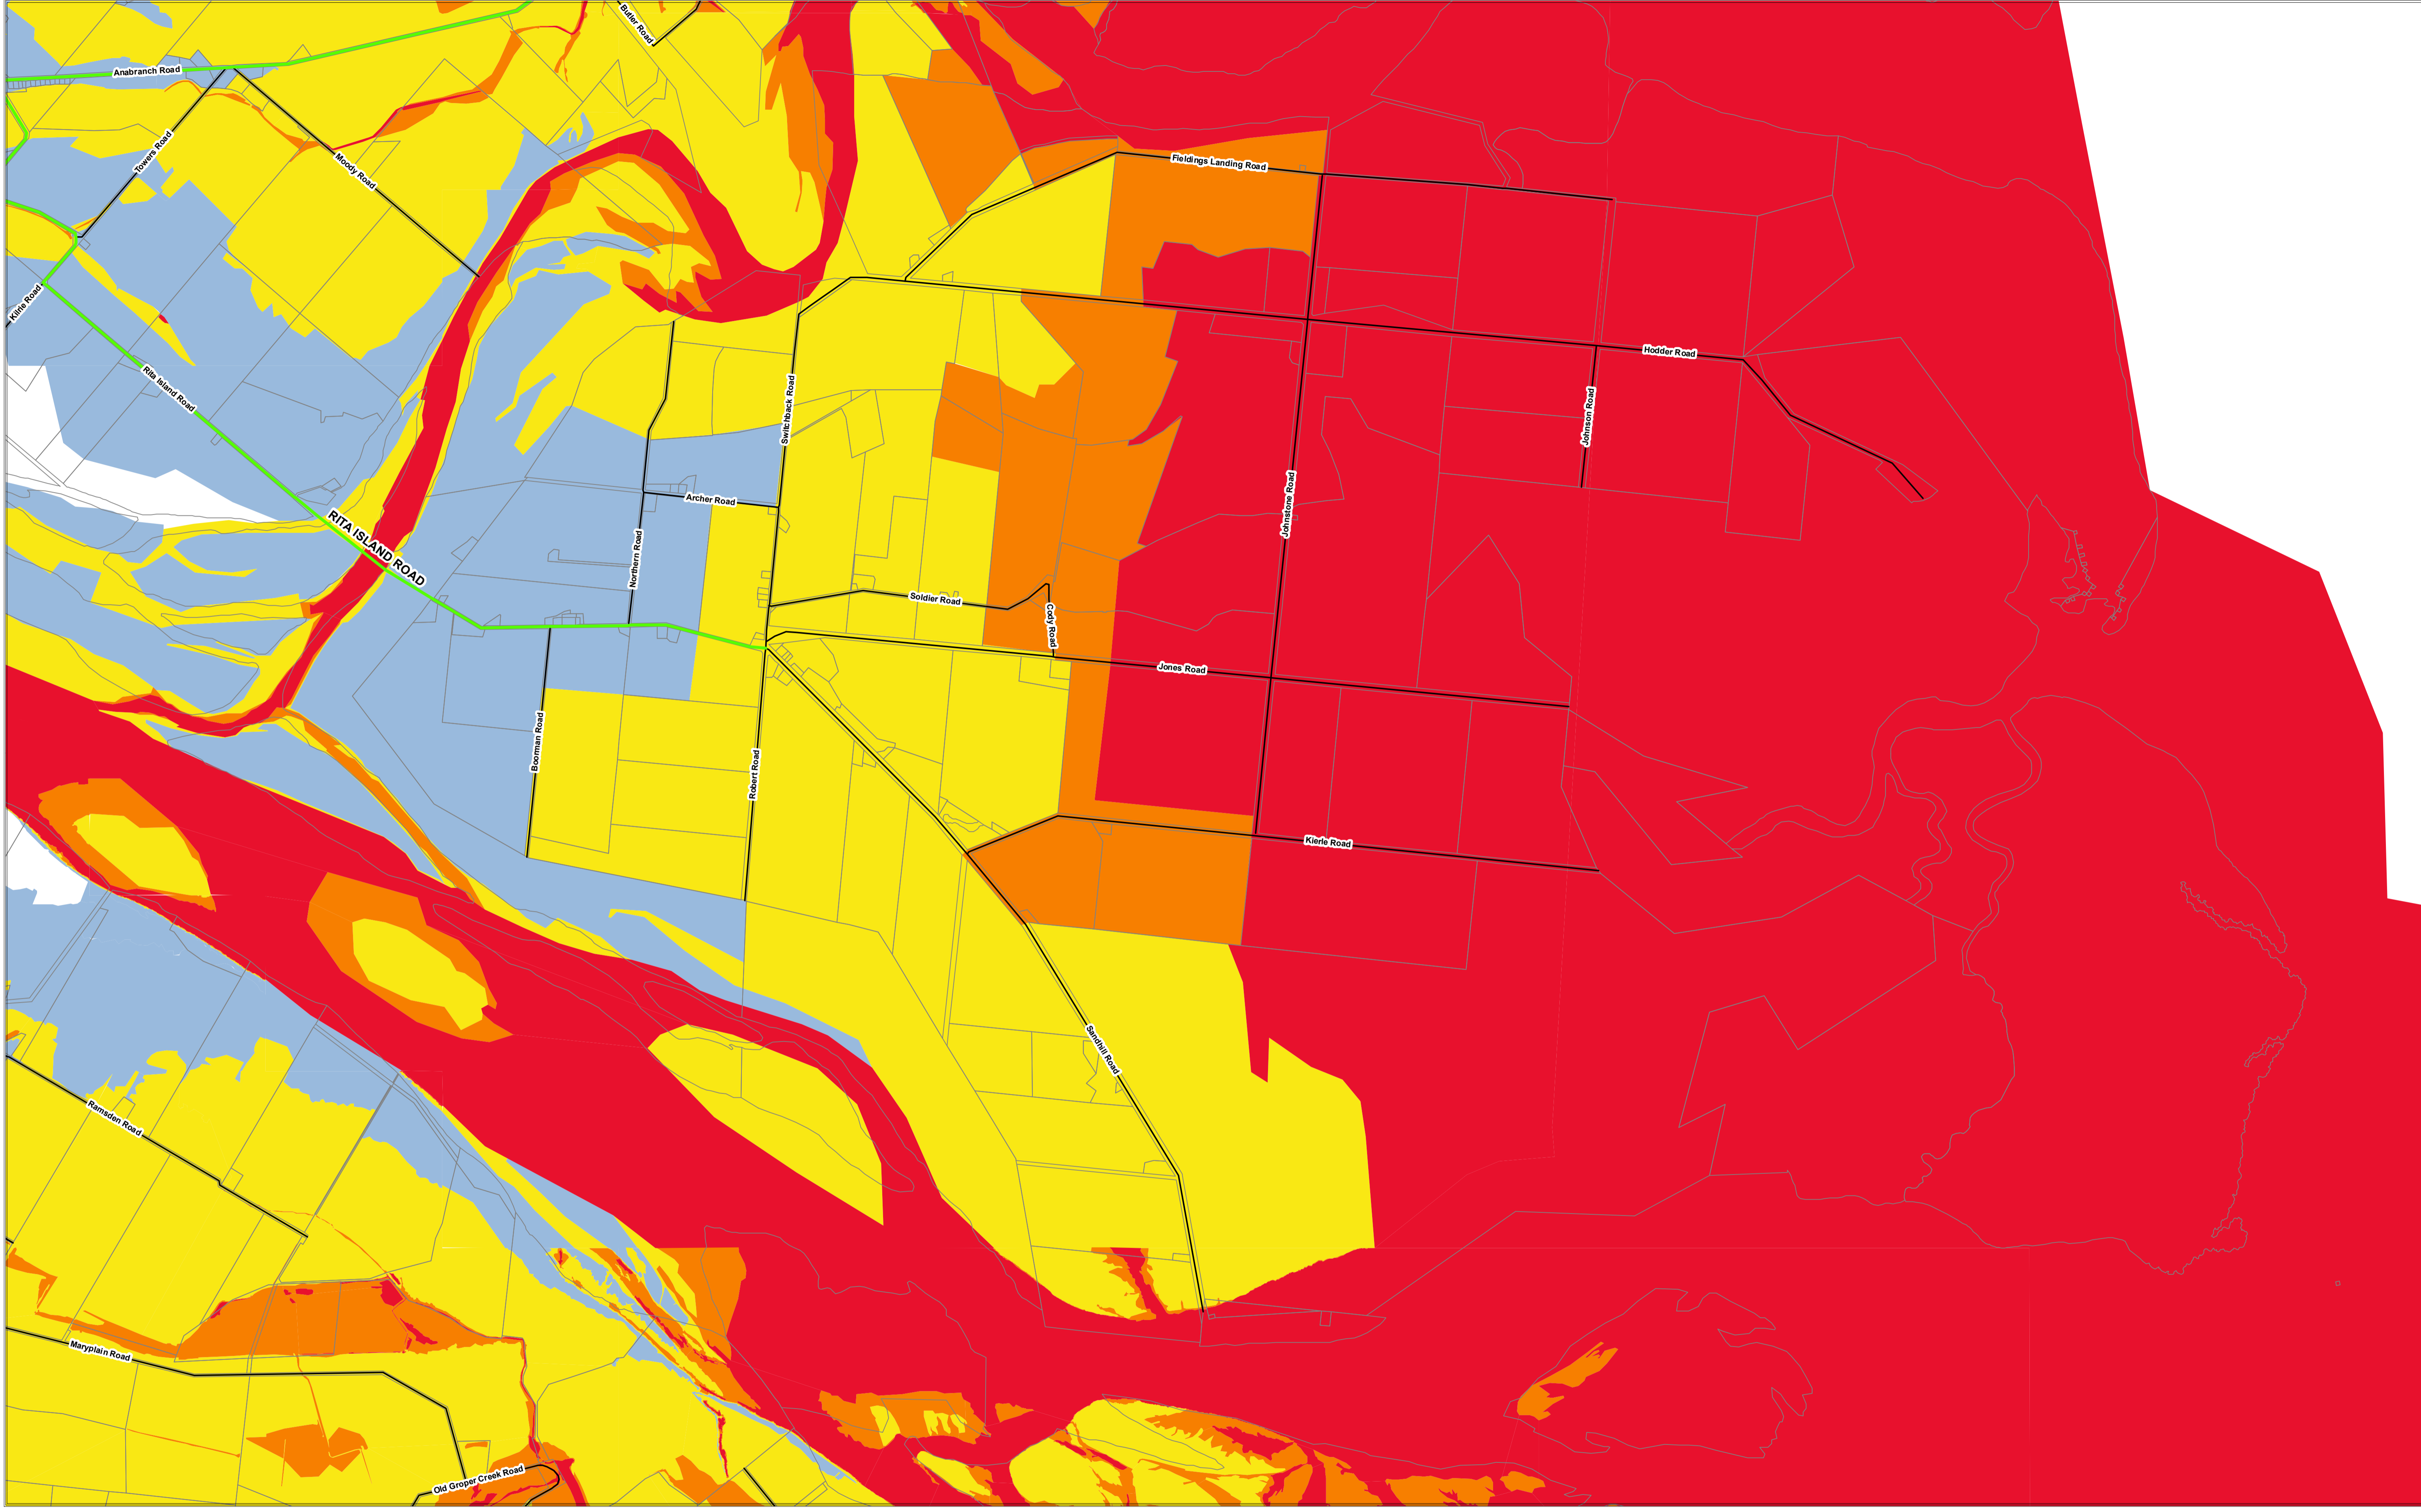 Butler Road
Anabranch Road
Towers Road
Moody Road
Fieldings Landing Road
Kilrie Road
Rita Island Road
Hodder Road
Switchback Road
Johnson Road
Archer Road
Johnstone Road
RITA ISLAND ROAD
Northern Road
Soldier Road
Cody Road
Jones Road
Boorman Road
Robert Road
Kierle Road
Sandhill Road
Ramsden Road
Maryplain Road
Old Groper Creek Road